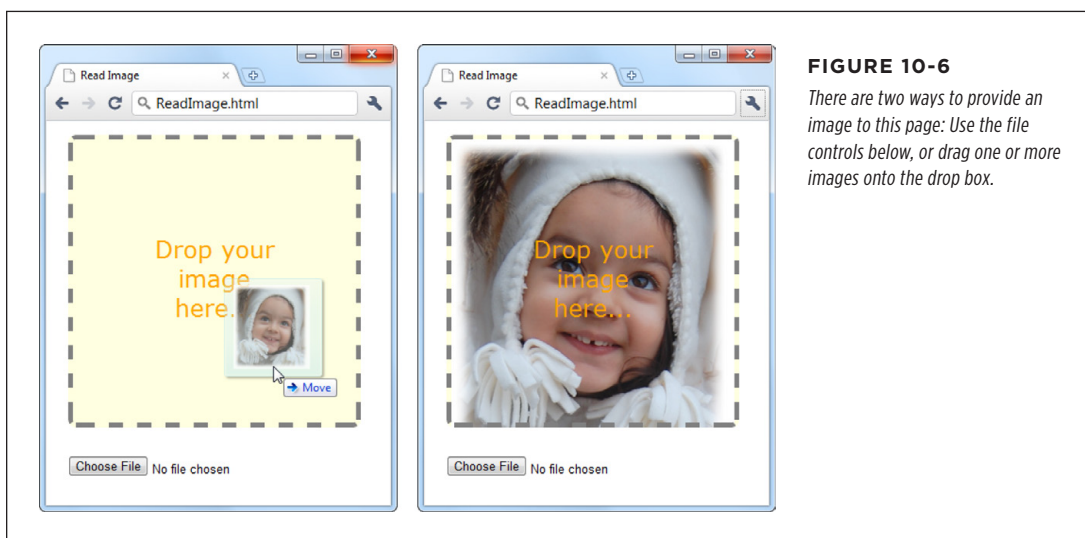 Read Image
ReadImage.html
Drop your
image
here...
Move
Choose File No file chosen
Read Image
ReadImage.html
Drop your
image
here...
Choose File No file chosen
FIGURE 10-6
There are two ways to provide an
image to this page: Use the file
controls below, or drag one or more
images onto the drop box.